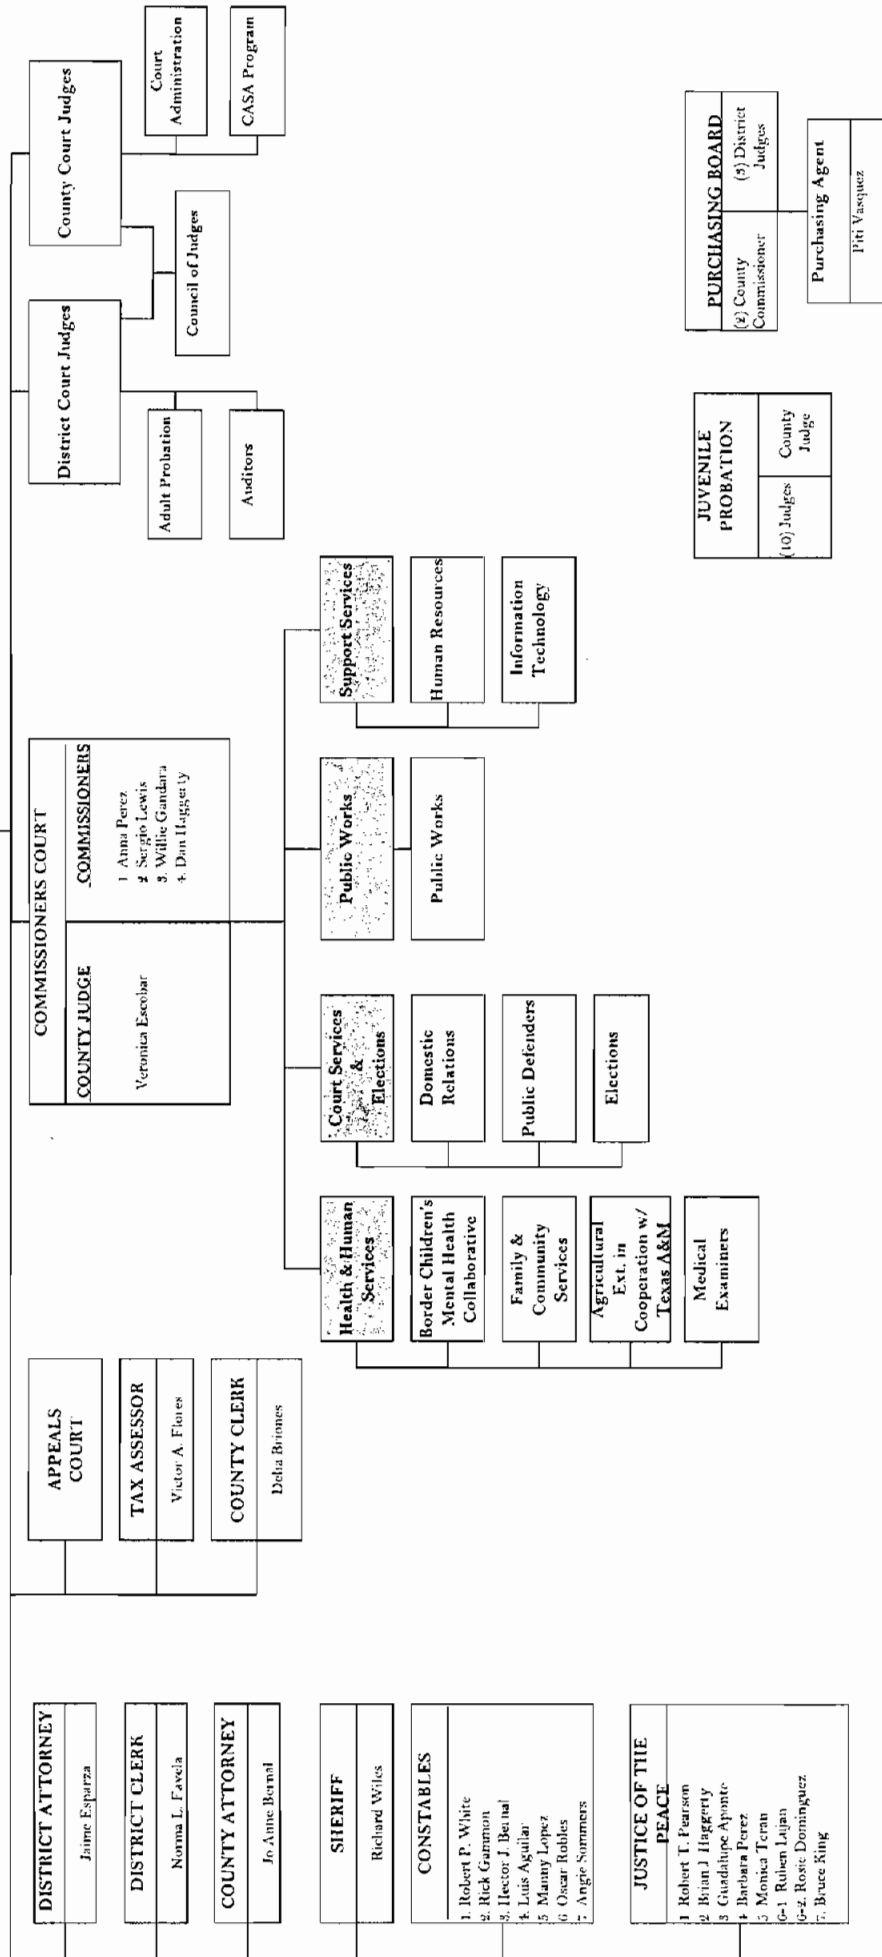 COMMISSIONERS COURT
COUNTY JUDGE
Veronica Escobar
COMMISSIONERS
1 Anna Perez
2 Sergio Lewis
3. Willie Gandara
4. Dan Haggerty
District Court Judges
County Court Judges
Adult Probation
Auditors
Council of Judges
Court
Administration
CASA Program
DISTRICT ATTORNEY
Jaime Esparza
DISTRICT CLERK
Norma L. Favela
COUNTY ATTORNEY
Jo Anne Bernal
SHERIFF
Richard Wiles
CONSTABLES
1. Robert P. White
2. Rick Gammon
3. Hector J. Bernal
4. Luis Aguilar
5 Manny Lopez
6 Oscar Robles
7 Angie Sommers
JUSTICE OF THE
PEACE
1 Robert T. Pearson
2 Brian J Haggerty
3 Guadalupe Aponte
4 Barbara Perez
5 Monica Teran
6-1 Ruben Lujan
6-2. Rosie Dominguez
7. Bruce King
APPEALS
COURT
TAX ASSESSOR
Victor A. Flores
COUNTY CLERK
Delia Briones
Health & Human
Services
Border Children's
Mental Health
Collaborative
Family &
Community
Services
Agricultural
Ext. in
Cooperation w/
Texas A&M
Medical
Examiners
Court Services
&
Elections
Domestic
Relations
Public Defenders
Elections
Public Works
Public Works
Support Services
Human Resources
Information
Technology
JUVENILE
PROBATION
(10) Judges
County
Judge
PURCHASING BOARD
(2) County
Commissioner
(3) District
Judges
Purchasing Agent
Piti Vasquez